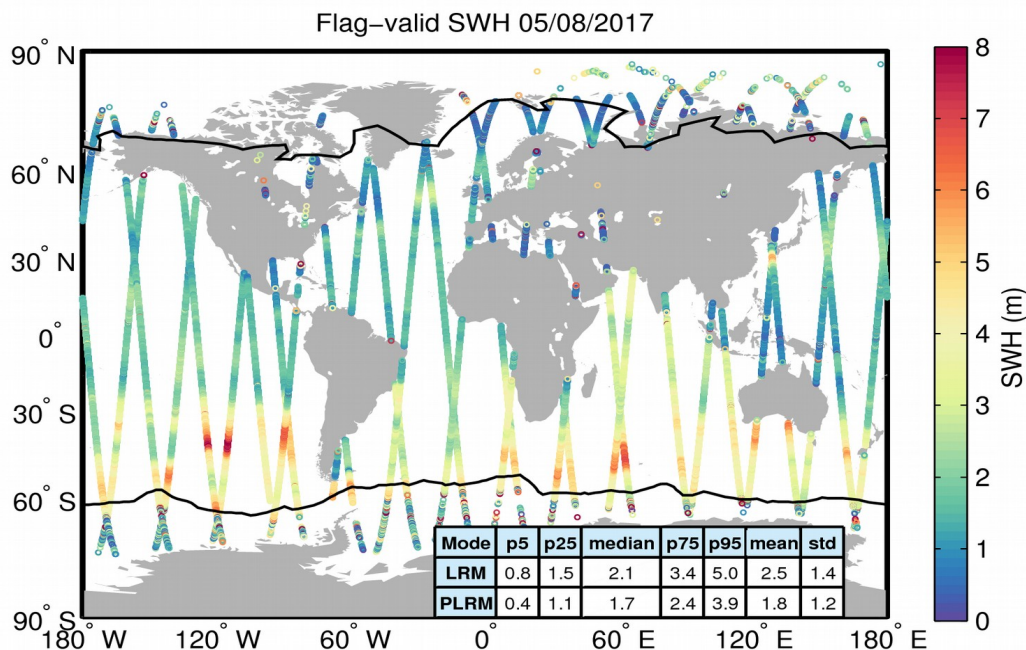 Flag−valid SWH 05/08/2017
90° N
60° N
30° N
0°
30° S
60° S
90° S
180° W
120° W
60° W
0°
60° E
120° E
180° E
Mode p5 p25 median p75 p95 mean std
LRM 0.8 1.5 2.1 3.4 5.0 2.5 1.4
PLRM 0.4 1.1 1.7 2.4 3.9 1.8 1.2
8
7
6
5
4
3
2
1
0
SWH (m)